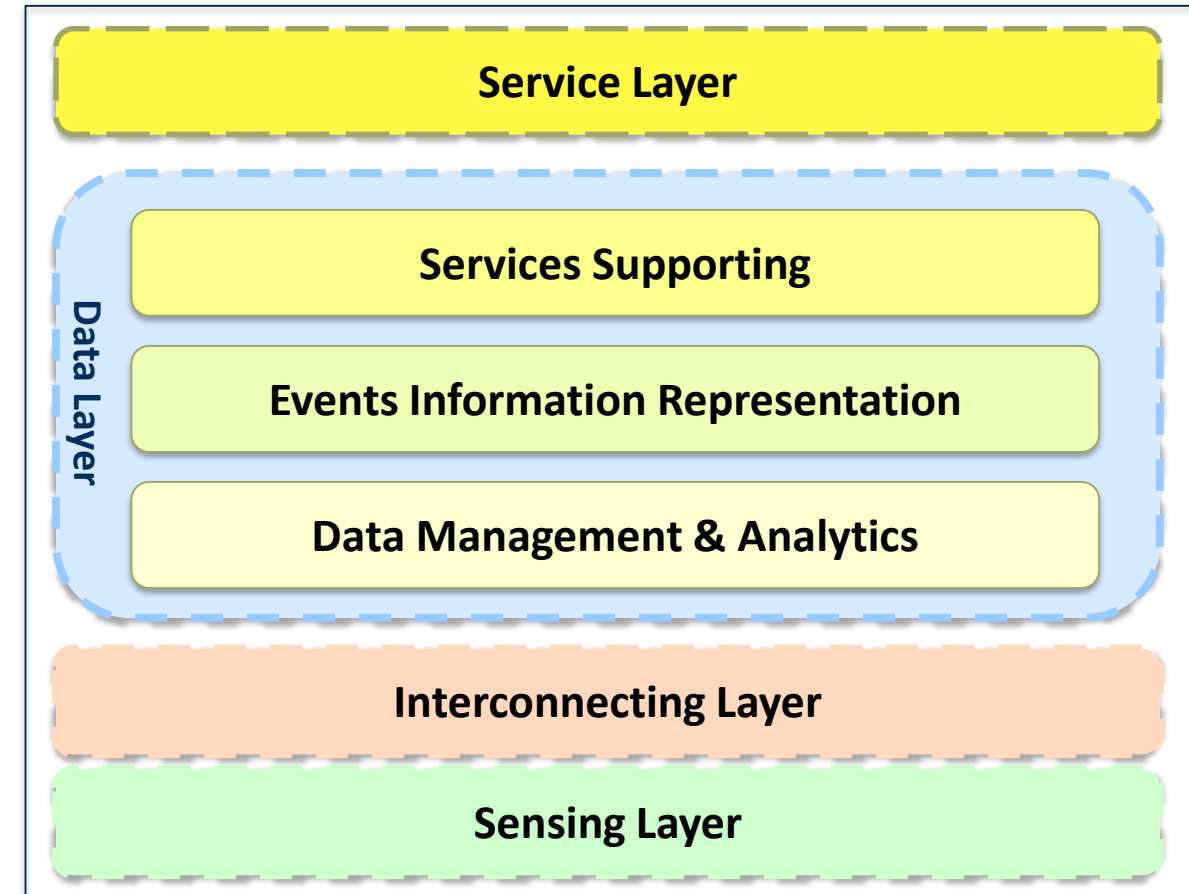 Service Layer
Data Layer
Services Supporting
Events Information Representation
Data Management & Analytics
Interconnecting Layer
Sensing Layer